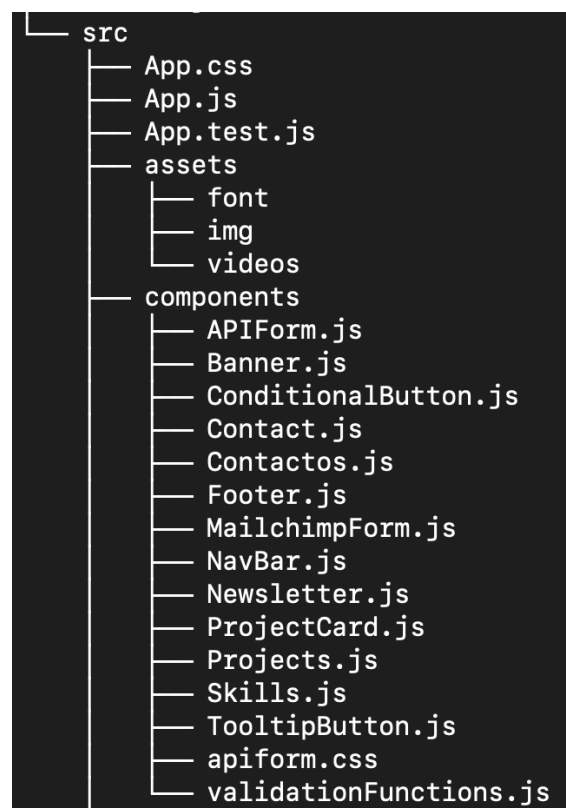 src
App.css
App.js
App.test.js
assets
font
img
videos
components
APIForm.js
Banner.js
ConditionalButton.js
Contact.js
Contactos.js
Footer.js
MailchimpForm.js
NavBar.js
Newsletter.js
ProjectCard.js
Projects.js
Skills.js
TooltipButton.js
apiform.css
validationFunctions.js